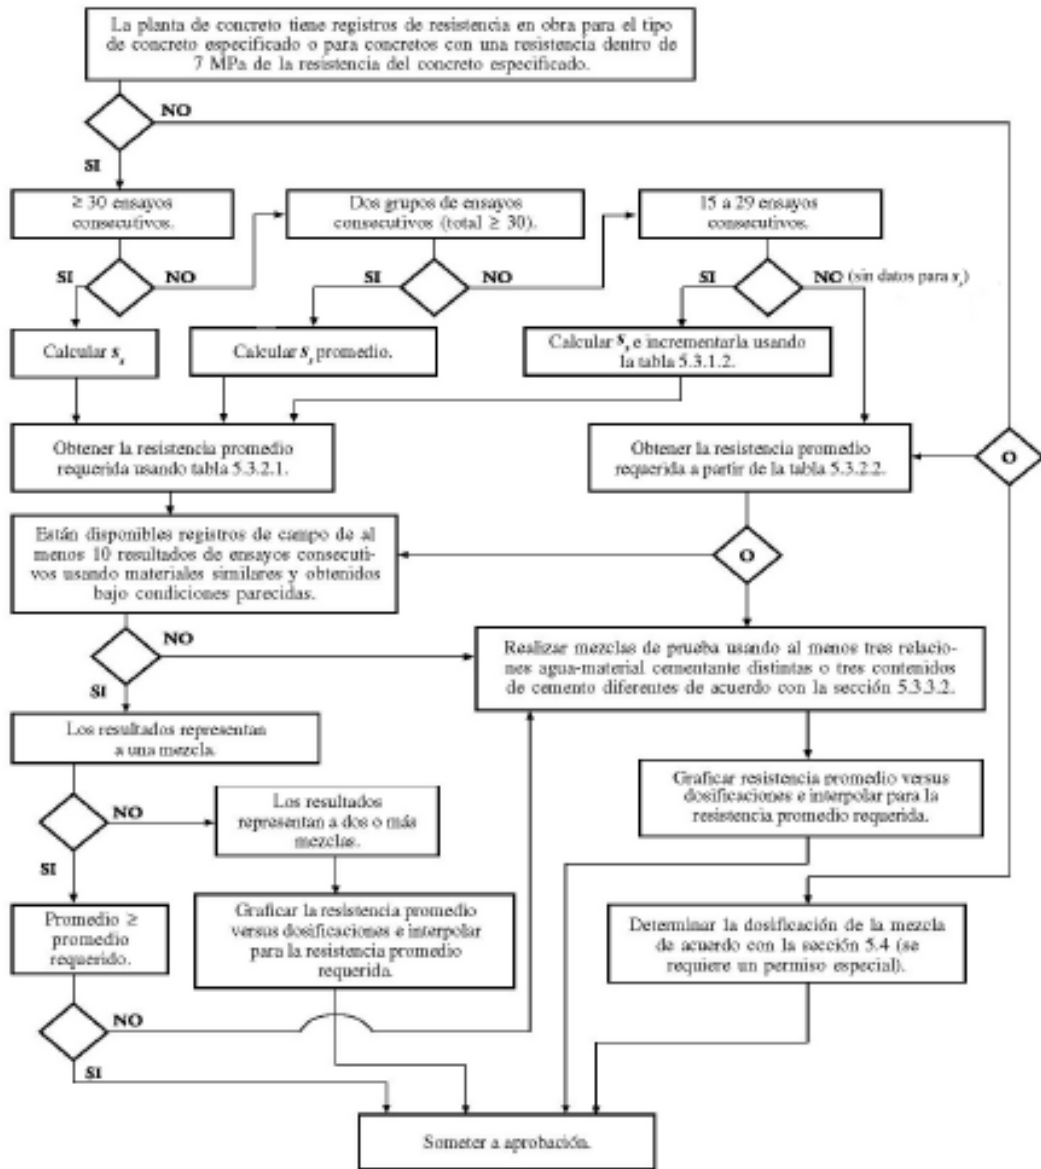 La planta de concreto tiene registros de resistencia en obra para el tipo
de concreto especificado o para concretos con una resistencia dentro de
7 MPa de la resistencia del concreto especificado.
NO
SI
≥ 30 ensayos
consecutivos.
Dos grupos de ensayos
consecutivos (total ≥ 30).
15 a 29 ensayos
consecutivos.
SI
NO
SI
NO
SI
NO (sin datos para sₛ)
Calcular sₛ
Calcular sₛ promedio.
Calcular sₛ e incrementarla usando
la tabla 5.3.1.2.
Obtener la resistencia promedio
requerida usando tabla 5.3.2.1.
Obtener la resistencia promedio
requerida a partir de la tabla 5.3.2.2.
O
Están disponibles registros de campo de al
menos 10 resultados de ensayos consecuti-
vos usando materiales similares y obtenidos
bajo condiciones parecidas.
O
NO
SI
Realizar mezclas de prueba usando al menos tres relacio-
nes agua-material cementante distintas o tres contenidos
de cemento diferentes de acuerdo con la sección 5.3.3.2.
Los resultados representan
a una mezcla.
NO
SI
Los resultados
representan a dos o más
mezclas.
Graficar resistencia promedio versus
dosificaciones e interpolar para la
resistencia promedio requerida.
Promedio ≥
promedio
requerido.
Graficar la resistencia promedio
versus dosificaciones e interpolar
para la resistencia promedio
requerida.
Determinar la dosificación de la mezcla
de acuerdo con la sección 5.4 (se
requiere un permiso especial).
NO
SI
Someter a aprobación.